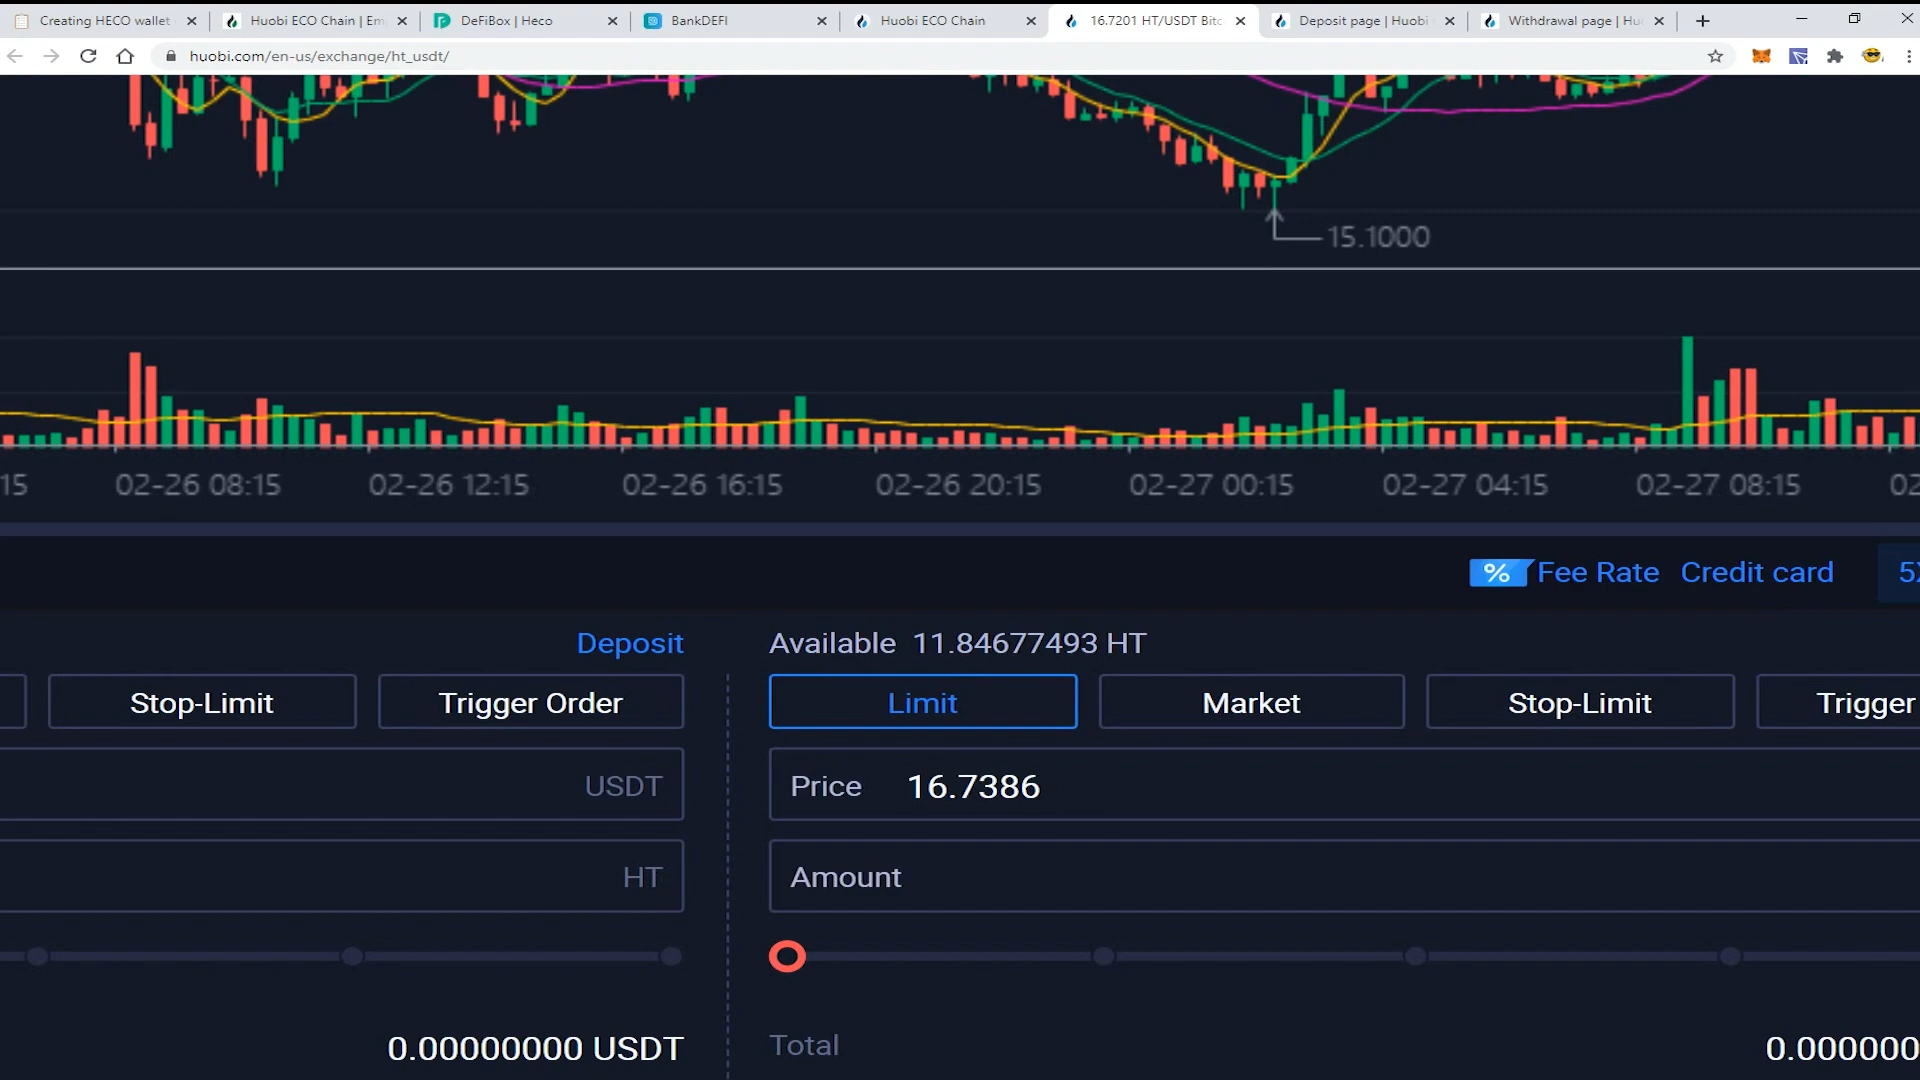 Creating HECO wallet
Huobi ECO Chain | Em
DeFiBox | Heco
BankDEFI
Huobi ECO Chain
16.7201 HT/USDT Bitc
Deposit page | Huobi
Withdrawal page | Hu
huobi.com/en-us/exchange/ht_usdt/
15.1000
15
02-26 08:15
02-26 12:15
02-26 16:15
02-26 20:15
02-27 00:15
02-27 04:15
02-27 08:15
02
% Fee Rate
Credit card
5X
Deposit
Available 11.84677493 HT
Stop-Limit
Trigger Order
Limit
Market
Stop-Limit
Trigger
USDT
Price 16.7386
HT
Amount
0.00000000 USDT
Total
0.000000